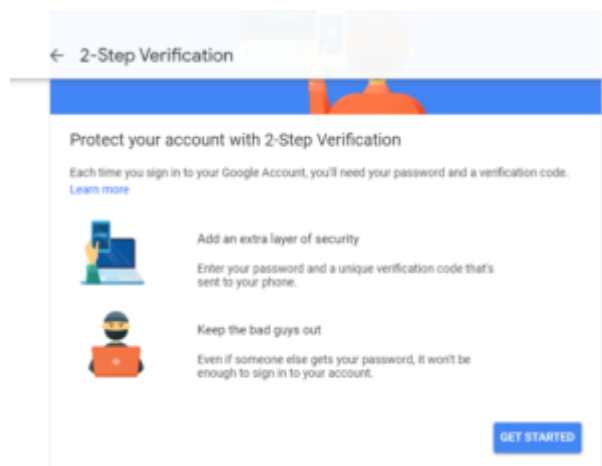 2-Step Verification
Protect your account with 2-Step Verification
Each time you sign in to your Google Account, you'll need your password and a verification code.
Learn more
Add an extra layer of security
Enter your password and a unique verification code that's
sent to your phone.
Keep the bad guys out
Even if someone else gets your password, it won't be
enough to sign in to your account.
GET STARTED